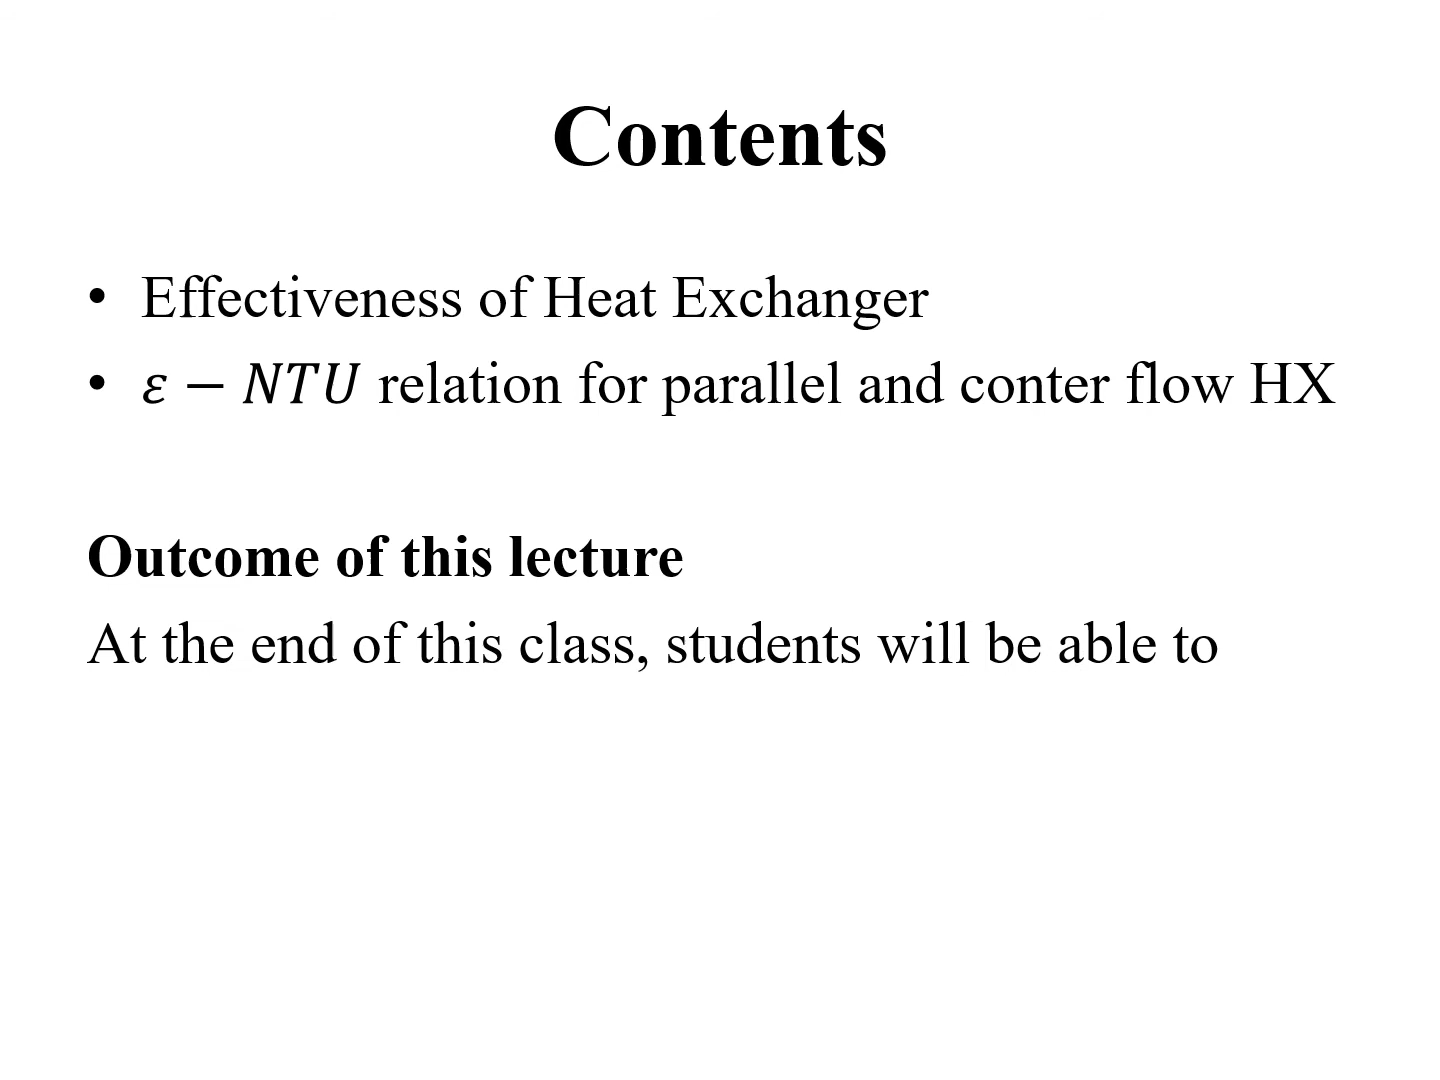 Contents
• Effectiveness of Heat Exchanger
• ε − NTU relation for parallel and conter flow HX
Outcome of this lecture
At the end of this class, students will be able to